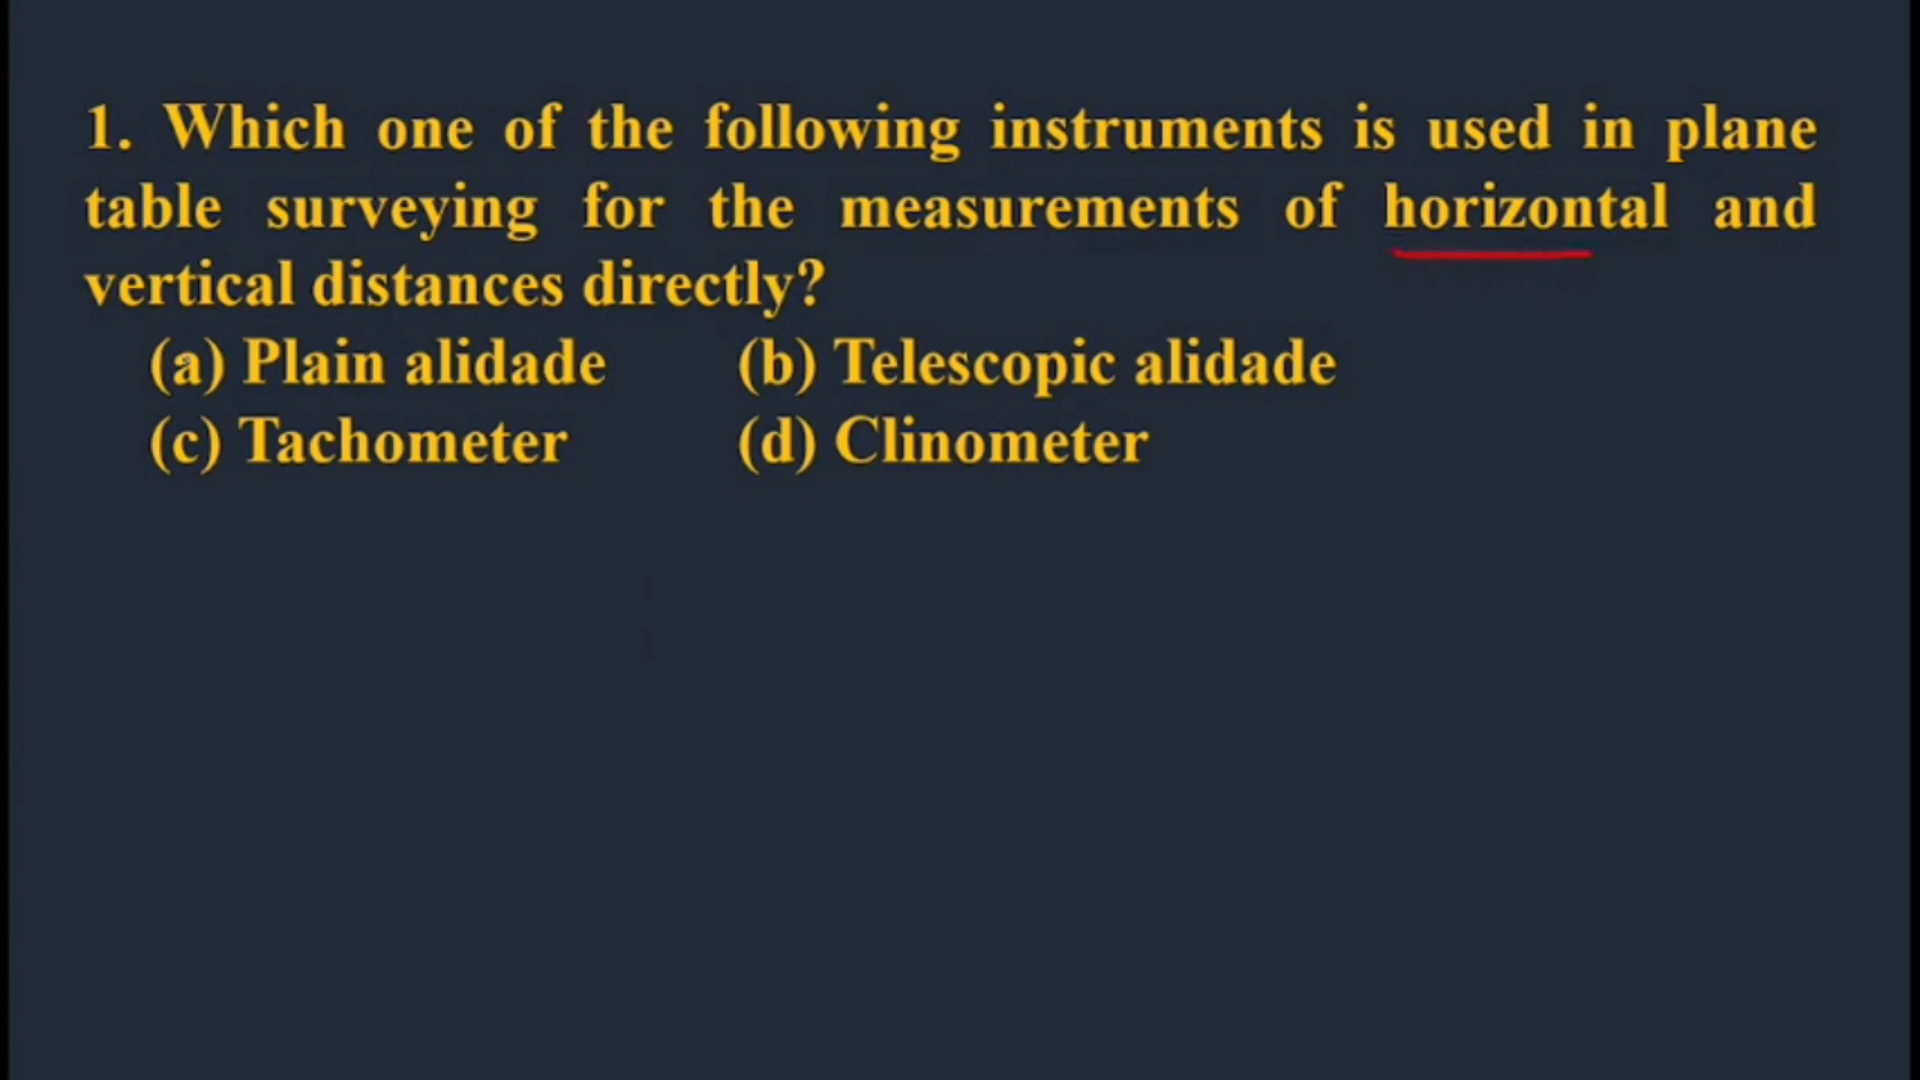 1. Which one of the following instruments is used in plane
table surveying for the measurements of horizontal and
vertical distances directly?
(a) Plain alidade (b) Telescopic alidade
(c) Tachometer (d) Clinometer